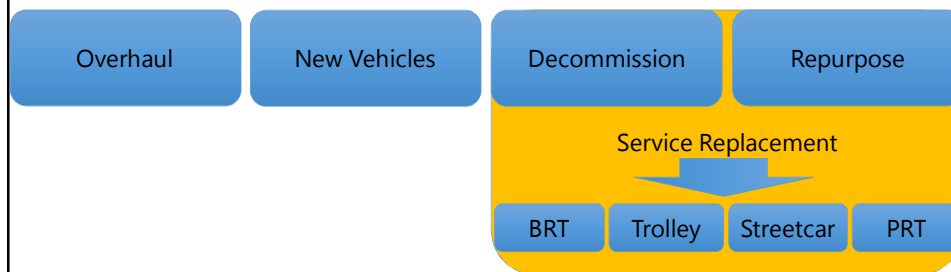 Overhaul New Vehicles Decommission Repurpose
Service Replacement
BRT Trolley Streetcar PRT